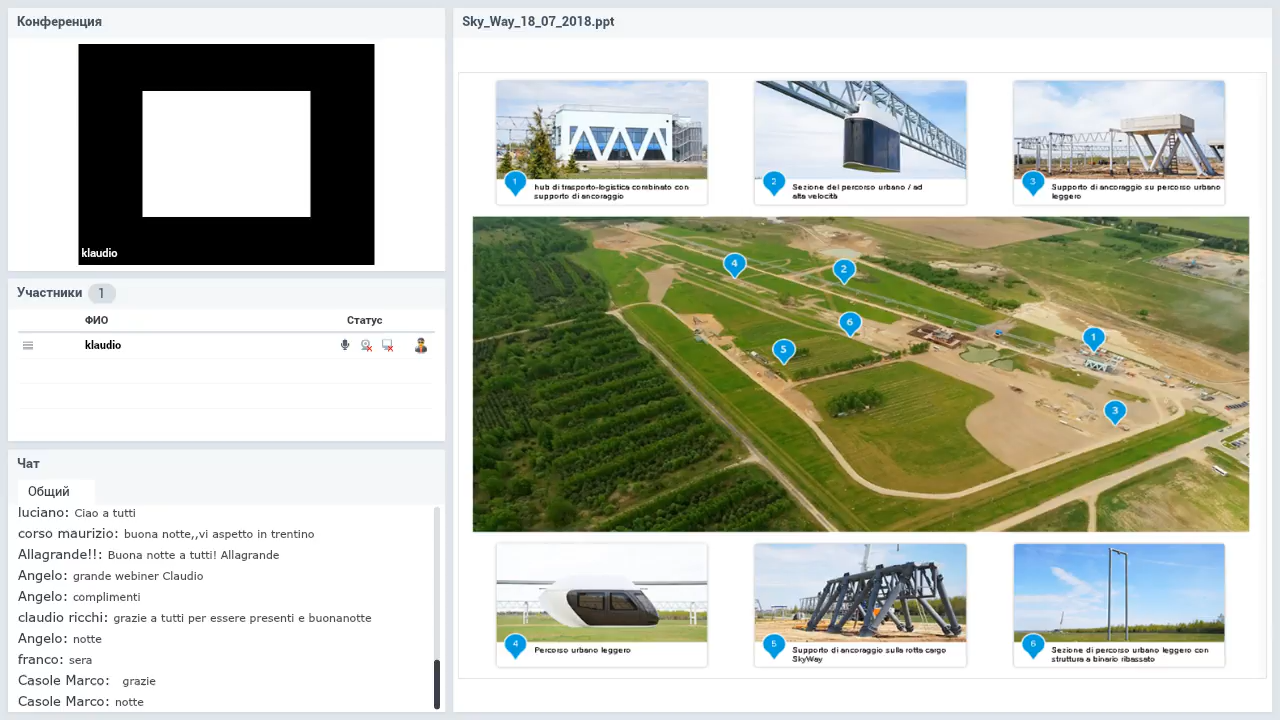 Конференция
klaudio
Участники 1
ФИО Статус
klaudio
Чат
Общий
luciano: Ciao a tutti
corso maurizio: buona notte,,vi aspetto in trentino
Allagrande!!: Buona notte a tutti! Allagrande
Angelo: grande webiner Claudio
Angelo: complimenti
claudio ricchi: grazie a tutti per essere presenti e buonanotte
Angelo: notte
franco: sera
Casole Marco: grazie
Casole Marco: notte
Sky_Way_18_07_2018.ppt
1
hub di trasporto-logistica combinato con
supporto di ancoraggio
2
Sezione del percorso urbano / ad
alta velocità
3
Supporto di ancoraggio su percorso urbano
leggero
4
2
6
5
1
3
4
Percorso urbano leggero
5
Supporto di ancoraggio sulla rotta cargo
SkyWay
6
Sezione di percorso urbano leggero con
struttura a binario ribassato